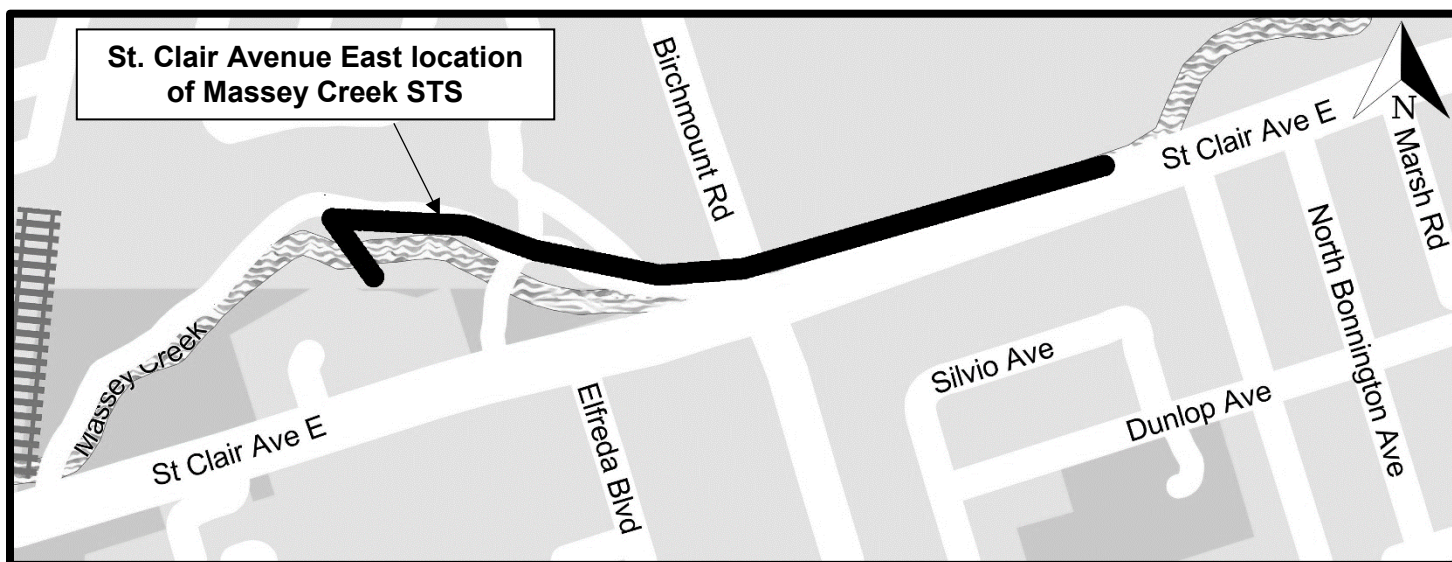 St. Clair Avenue East location
of Massey Creek STS
Birchmount Rd
N
St Clair Ave E
Marsh Rd
North Bonnington Ave
Massey Creek
Silvio Ave
Dunlop Ave
St Clair Ave E
Elfreda Blvd